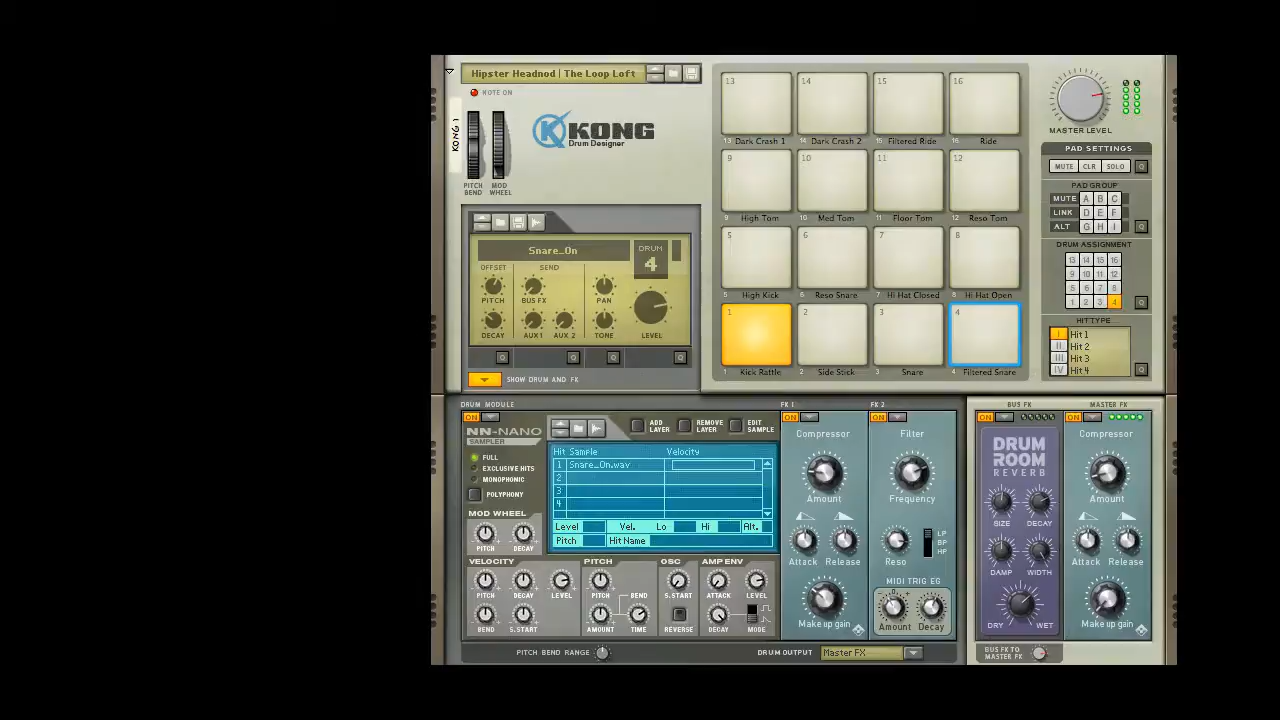 Hipster Headnod | The Loop Loft
NOTE ON
KONG 1
KONG
Drum Designer
PITCH BEND
MOD WHEEL
13
14
15
16
13 Dark Crash 1
14 Dark Crash 2
15 Filtered Ride
16 Ride
9
10
11
12
9 High Tom
10 Med Tom
11 Floor Tom
12 Reso Tom
5
6
7
8
5 High Kick
6 Reso Snare
7 Hi Hat Closed
8 Hi Hat Open
1
2
3
4
1 Kick Rattle
2 Side Stick
3 Snare
4 Filtered Snare
MASTER LEVEL
PAD SETTINGS
MUTE CLR SOLO Q
PAD GROUP
MUTE A B C
LINK D E F
ALT G H I Q
DRUM ASSIGNMENT
13 14 15 16
9 10 11 12
5 6 7 8
1 2 3 4 Q
HIT TYPE
I Hit 1
II Hit 2
III Hit 3
IV Hit 4 Q
Snare_On
DRUM
4
OFFSET
SEND
PITCH
BUS FX
PAN
DECAY
AUX 1
AUX 2
TONE
LEVEL
Q Q Q Q
SHOW DRUM AND FX
DRUM MODULE
ON
NN-NANO
SAMPLER
FULL
EXCLUSIVE HITS
MONOPHONIC
POLYPHONY
ADD LAYER
REMOVE LAYER
EDIT SAMPLE
Hit Sample Velocity
1 Snare_On.wav
2
3
4
Level Vel. Lo Hi Alt.
Pitch Hit Name
MOD WHEEL
PITCH DECAY
VELOCITY
PITCH DECAY LEVEL
BEND S.START
PITCH
PITCH BEND
AMOUNT TIME
OSC
S.START
REVERSE
AMP ENV
ATTACK LEVEL
DECAY MODE
PITCH BEND RANGE
DRUM OUTPUT Master FX
FX 1
ON
Compressor
Amount
Attack Release
Make up gain
FX 2
ON
Filter
Frequency
Reso
LP
BP
HP
MIDI TRIG EG
0
Amount Decay
BUS FX
ON
DRUM
ROOM
REVERB
SIZE DECAY
DAMP WIDTH
DRY WET
BUS FX TO
MASTER FX
MASTER FX
ON
Compressor
Amount
Attack Release
Make up gain